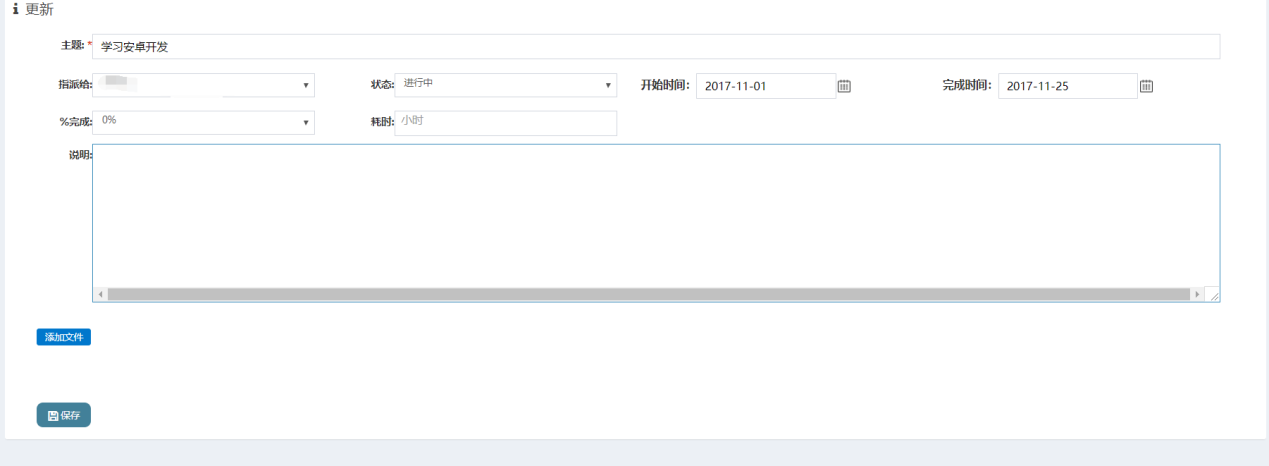 更新
主题:* 学习安卓开发
指派给: 状态: 进行中 开始时间: 2017-11-01 完成时间: 2017-11-25
%完成: 0% 耗时: 小时
说明:
添加文件
保存